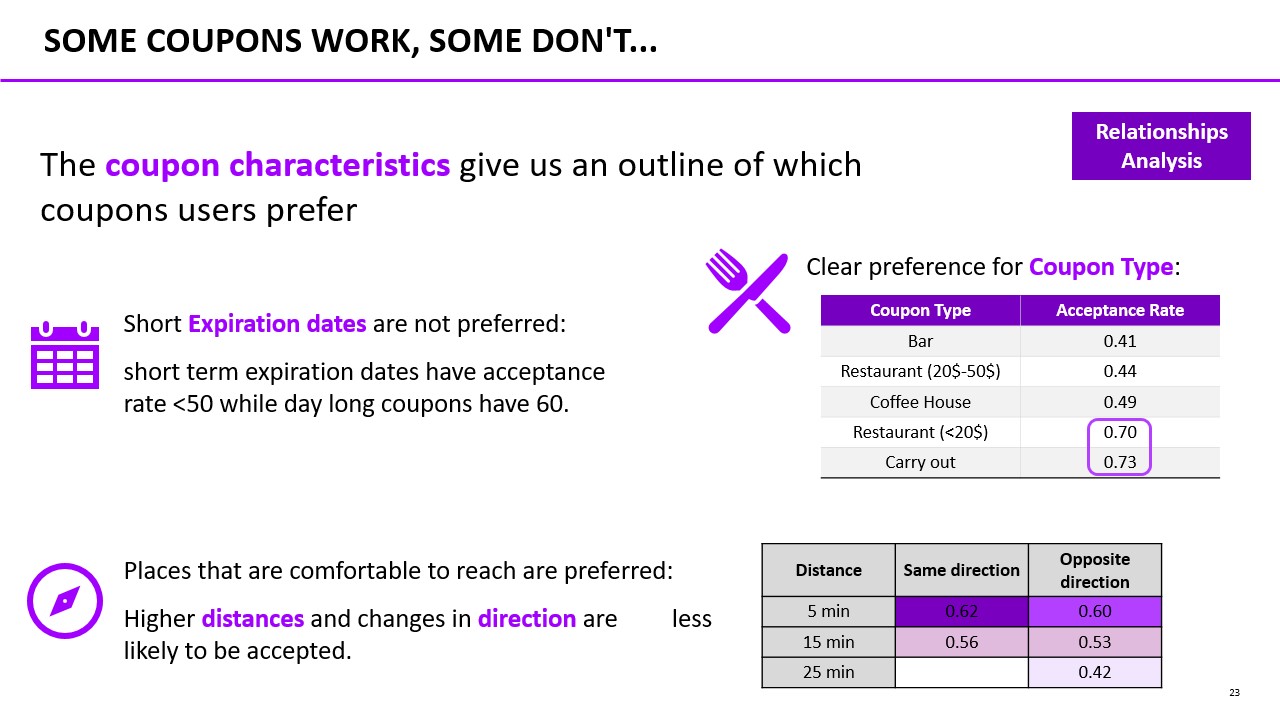 SOME COUPONS WORK, SOME DON'T...
Relationships
Analysis
The coupon characteristics give us an outline of which
coupons users prefer
Clear preference for Coupon Type:
Coupon Type Acceptance Rate
Bar 0.41
Restaurant (20$-50$) 0.44
Coffee House 0.49
Restaurant (<20$) 0.70
Carry out 0.73
Short Expiration dates are not preferred:
short term expiration dates have acceptance
rate <50 while day long coupons have 60.
Places that are comfortable to reach are preferred:
Higher distances and changes in direction are less
likely to be accepted.
Distance Same direction Opposite
direction
5 min 0.62 0.60
15 min 0.56 0.53
25 min 0.42
23